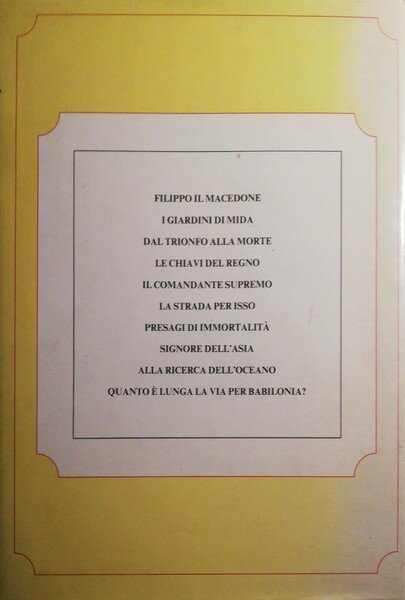 FILIPPO IL MACEDONE
I GIARDINI DI MIDA
DAL TRIONFO ALLA MORTE
LE CHIAVI DEL REGNO
IL COMANDANTE SUPREMO
LA STRADA PER ISSO
PRESAGI DI IMMORTALITÀ
SIGNORE DELL'ASIA
ALLA RICERCA DELL'OCEANO
QUANTO È LUNGA LA VIA PER BABILONIA?